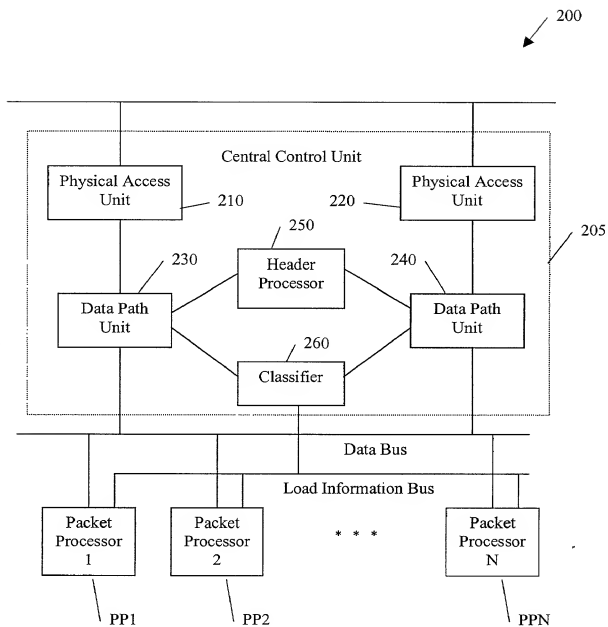 200
Central Control Unit
Physical Access
Unit
210
220
Physical Access
Unit
205
230
250
240
Header
Processor
Data Path
Unit
Data Path
Unit
260
Classifier
Data Bus
Load Information Bus
Packet
Processor
1
Packet
Processor
2
* * *
Packet
Processor
N
PP1
PP2
PPN